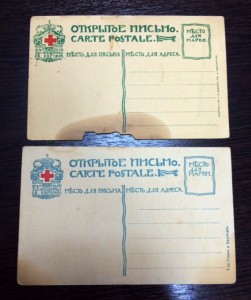 ОТКРЫТОЕ ПИСЬМО.
CARTE POSTALE.
МѢСТО ДЛЯ ПИСЬМА
МѢСТО ДЛЯ АДРЕСА.
МѢСТО
ДЛЯ
МАРКИ.
ОТКРЫТОЕ ПИСЬМО.
CARTE POSTALE.
МѢСТО ДЛЯ ПИСЬМА
МѢСТО ДЛЯ АДРЕСА.
МѢСТО
ДЛЯ
МАРКИ.